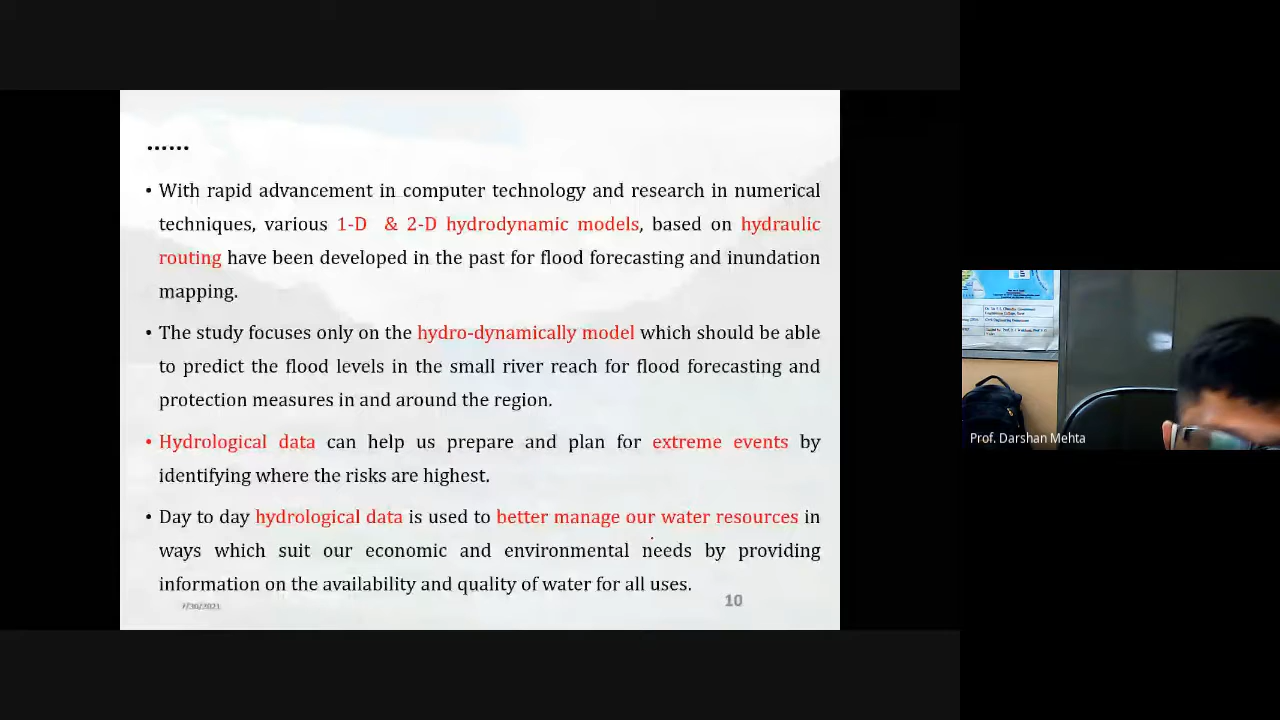 ......
• With rapid advancement in computer technology and research in numerical
techniques, various 1-D & 2-D hydrodynamic models, based on hydraulic
routing have been developed in the past for flood forecasting and inundation
mapping.
• The study focuses only on the hydro-dynamically model which should be able
to predict the flood levels in the small river reach for flood forecasting and
protection measures in and around the region.
• Hydrological data can help us prepare and plan for extreme events by
identifying where the risks are highest.
• Day to day hydrological data is used to better manage our water resources in
ways which suit our economic and environmental needs by providing
information on the availability and quality of water for all uses.
7/30/2021
10
Prof. Darshan Mehta